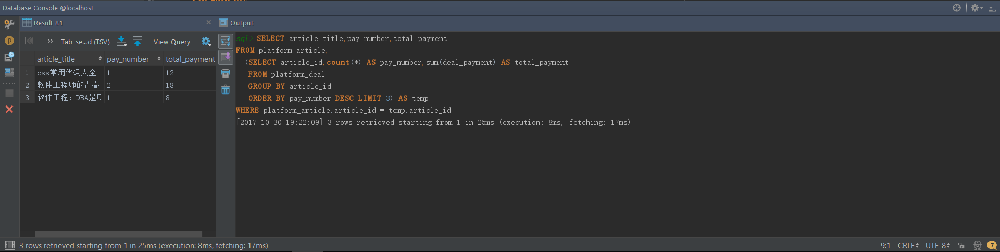 Database Console @localhost
Result 81
Output
Tab-se...d (TSV)
View Query
article_title pay_number total_payment
1 css常用代码大全 1 12
2 软件工程师的青春 2 18
3 软件工程：DBA是 1 8
sql> SELECT article_title,pay_number,total_payment
FROM platform_article,
(SELECT article_id,count(*) AS pay_number,sum(deal_payment) AS total_payment
FROM platform_deal
GROUP BY article_id
ORDER BY pay_number DESC LIMIT 3) AS temp
WHERE platform_article.article_id = temp.article_id
[2017-10-30 19:22:09] 3 rows retrieved starting from 1 in 25ms (execution: 8ms, fetching: 17ms)
3 rows retrieved starting from 1 in 25ms (execution: 8ms, fetching: 17ms)
9:1 CRLF UTF-8 7